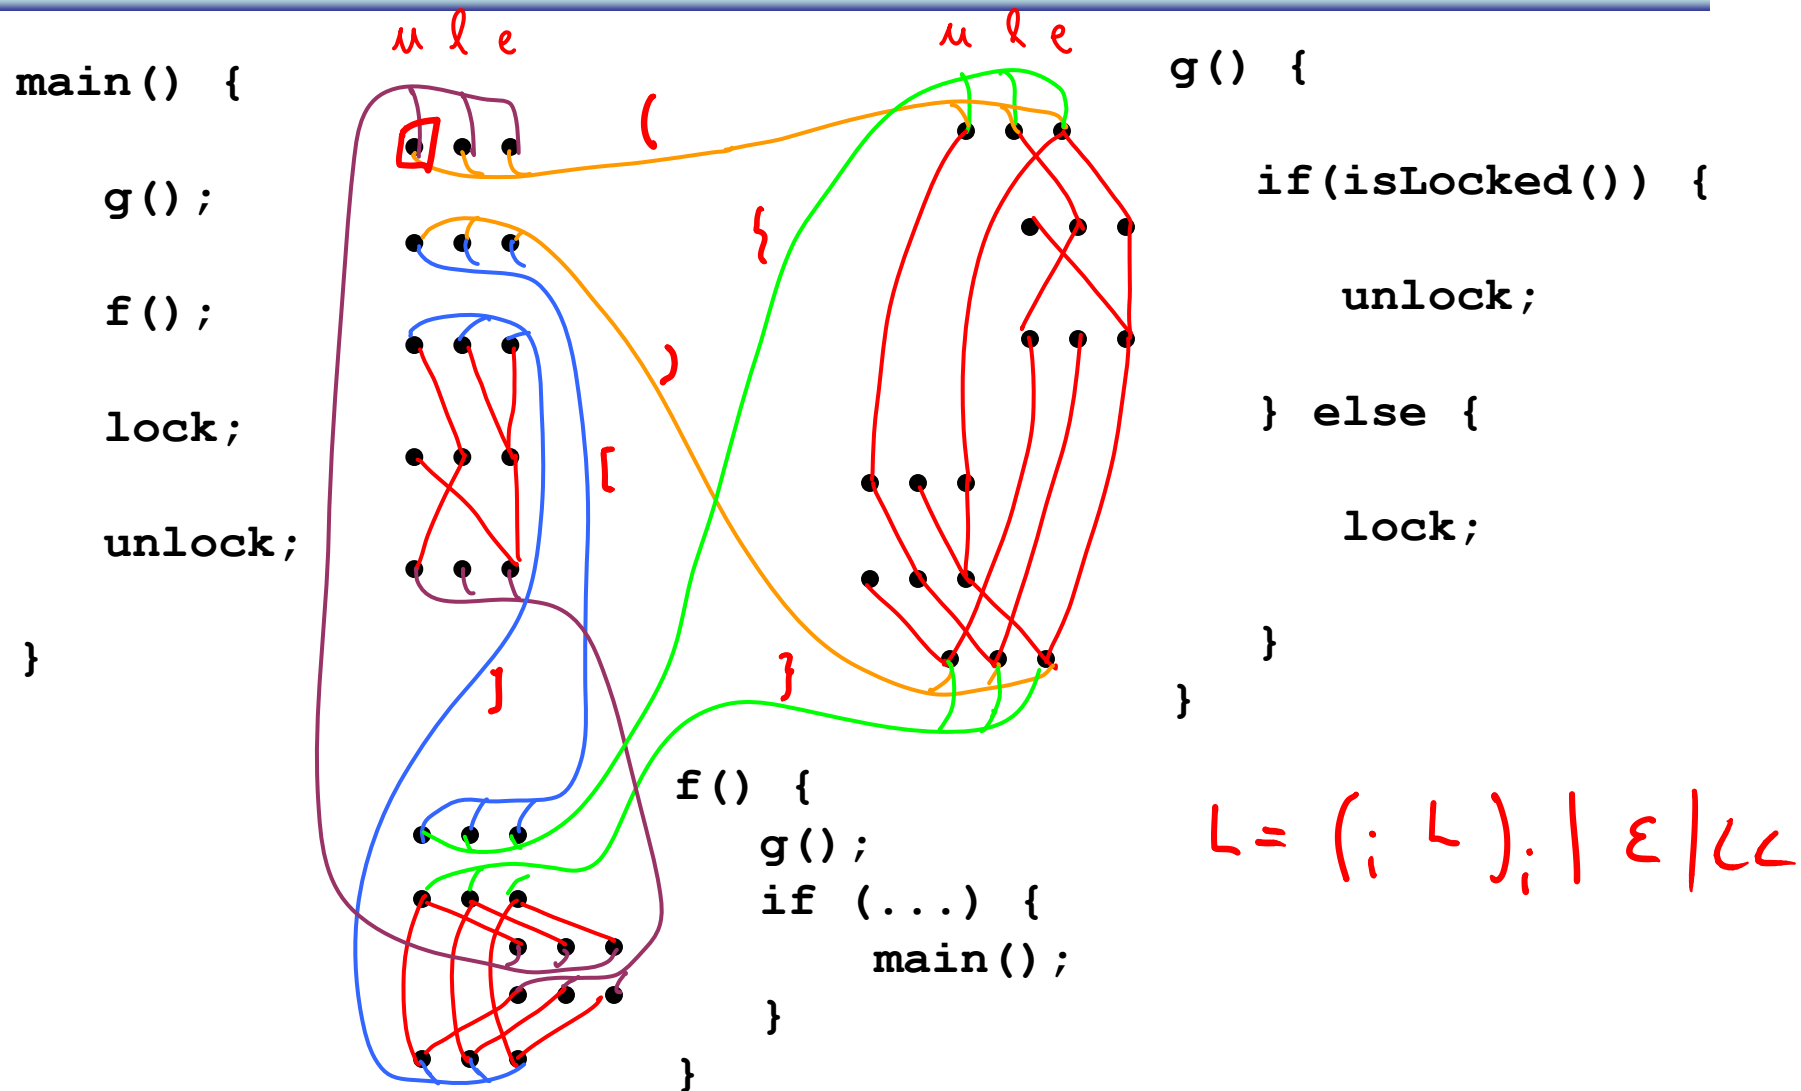 u l e
main() {
g();
f();
lock;
unlock;
}
(
)
[
]
{
}
u l e
g() {
if(isLocked()) {
unlock;
} else {
lock;
}
}
f() {
g();
if (...) {
main();
}
}
L = (i L )i | ε | LL